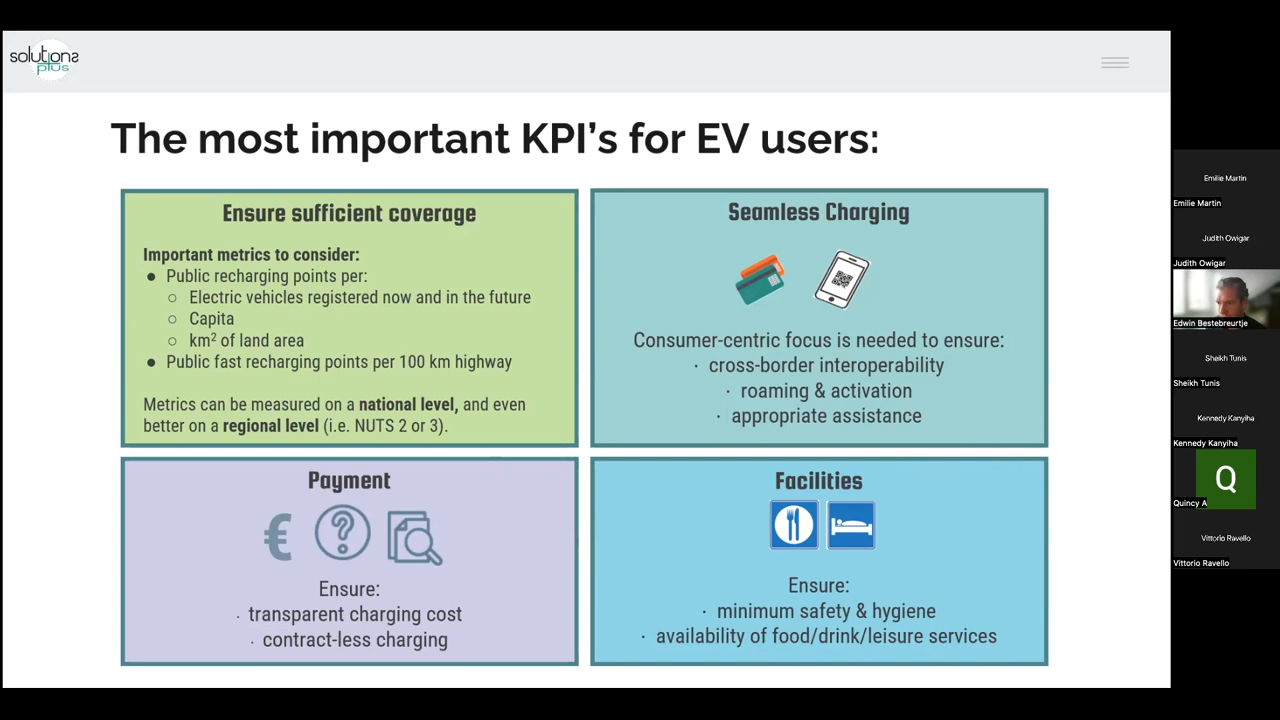 solutions
plus
The most important KPI's for EV users:
Ensure sufficient coverage
Important metrics to consider:
● Public recharging points per:
○ Electric vehicles registered now and in the future
○ Capita
○ km² of land area
● Public fast recharging points per 100 km highway
Metrics can be measured on a national level, and even
better on a regional level (i.e. NUTS 2 or 3).
Seamless Charging
Consumer-centric focus is needed to ensure:
· cross-border interoperability
· roaming & activation
· appropriate assistance
Payment
€ ?
Ensure:
· transparent charging cost
· contract-less charging
Facilities
Ensure:
· minimum safety & hygiene
· availability of food/drink/leisure services
Emilie Martin
Emilie Martin
Judith Owigar
Judith Owigar
Edwin Bestebreurtje
Sheikh Tunis
Sheikh Tunis
Kennedy Kanyiha
Kennedy Kanyiha
Q
Quincy A
Vittorio Ravello
Vittorio Ravello